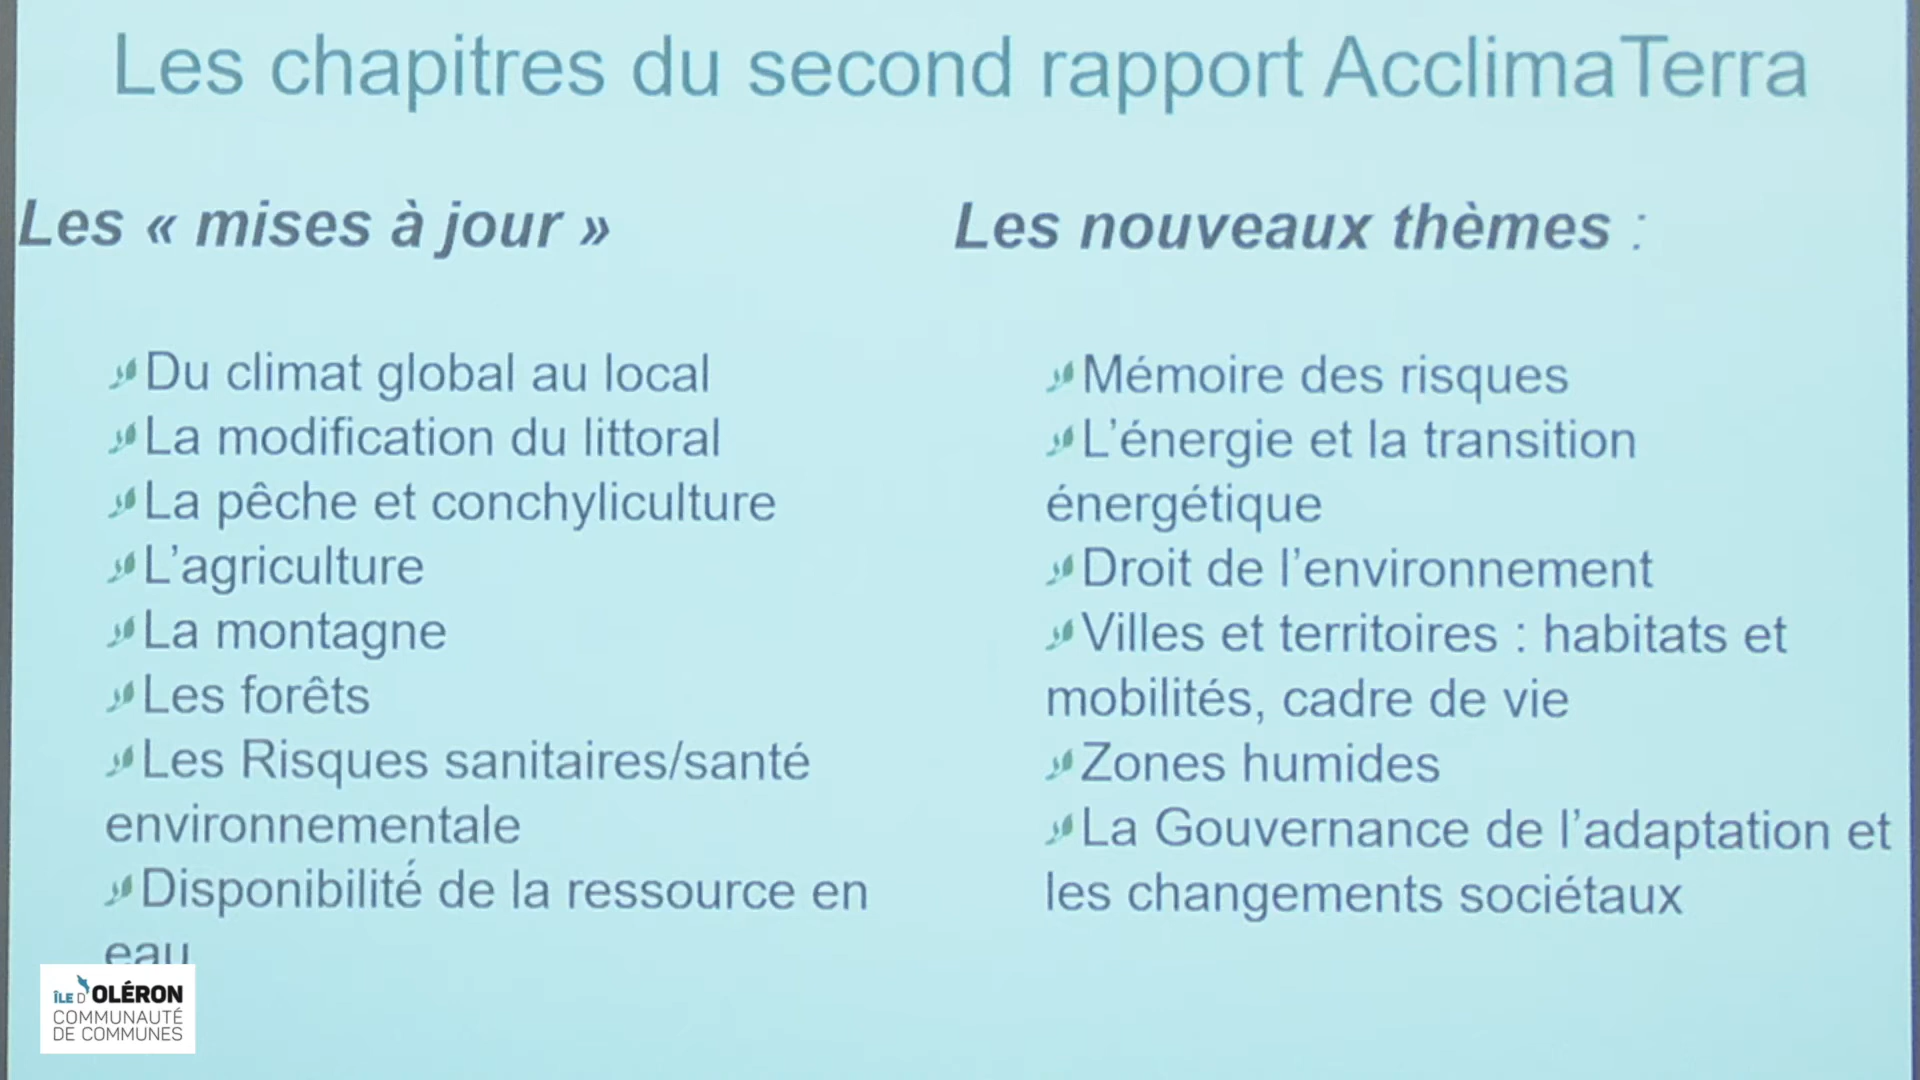 Les chapitres du second rapport AcclimaTerra
Les « mises à jour »
Du climat global au local
La modification du littoral
La pêche et conchyliculture
L'agriculture
La montagne
Les forêts
Les Risques sanitaires/santé
environnementale
Disponibilité de la ressource en
eau
Les nouveaux thèmes :
Mémoire des risques
L'énergie et la transition
énergétique
Droit de l'environnement
Villes et territoires : habitats et
mobilités, cadre de vie
Zones humides
La Gouvernance de l'adaptation et
les changements sociétaux
ÎLE D'OLÉRON
COMMUNAUTÉ
DE COMMUNES